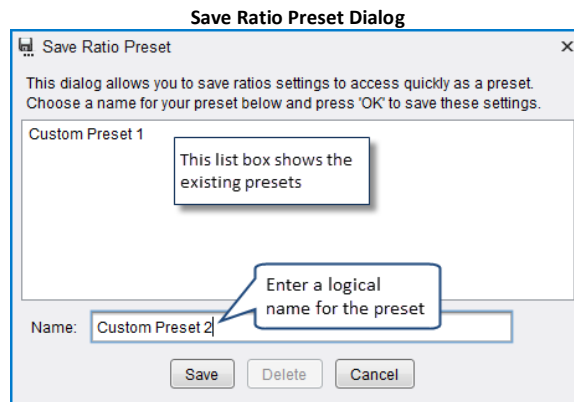 Save Ratio Preset Dialog
Save Ratio Preset
This dialog allows you to save ratios settings to access quickly as a preset.
Choose a name for your preset below and press 'OK' to save these settings.
Custom Preset 1
This list box shows the
existing presets
Enter a logical
name for the preset
Name: Custom Preset 2
Save Delete Cancel